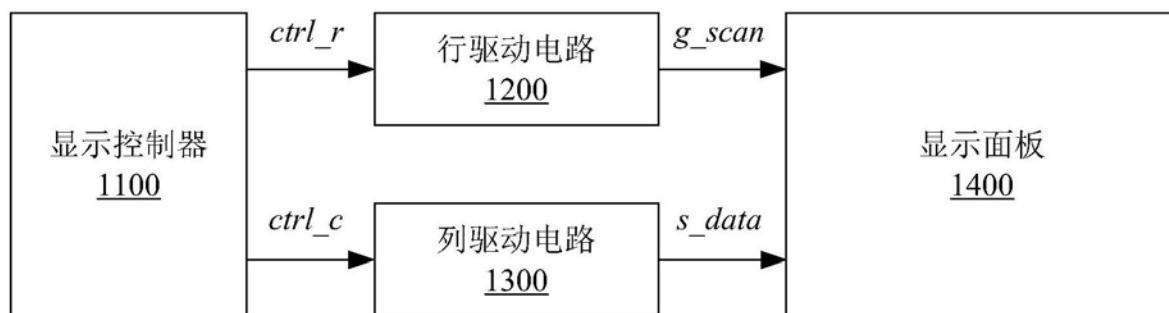 ctrl_r
行驱动电路
1200
g_scan
显示控制器
1100
显示面板
1400
ctrl_c
列驱动电路
1300
s_data